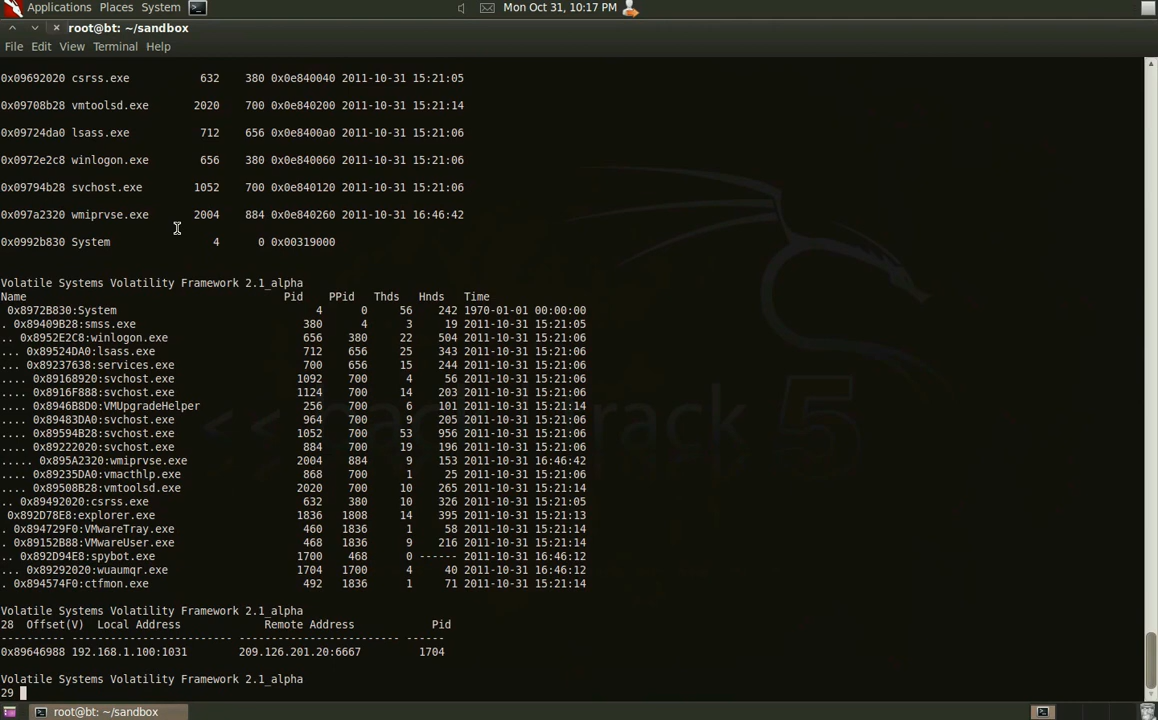 Applications Places System Mon Oct 31, 10:17 PM
root@bt: ~/sandbox
File Edit View Terminal Help
0x09692020 csrss.exe 632 380 0x0e840040 2011-10-31 15:21:05
0x09708b28 vmtoolsd.exe 2020 700 0x0e840200 2011-10-31 15:21:14
0x09724da0 lsass.exe 712 656 0x0e8400a0 2011-10-31 15:21:06
0x0972e2c8 winlogon.exe 656 380 0x0e840060 2011-10-31 15:21:06
0x09794b28 svchost.exe 1052 700 0x0e840120 2011-10-31 15:21:06
0x097a2320 wmiprvse.exe 2004 884 0x0e840260 2011-10-31 16:46:42
0x0992b830 System 4 0 0x00319000
Volatile Systems Volatility Framework 2.1_alpha
Name Pid PPid Thds Hnds Time
0x8972B830:System 4 0 56 242 1970-01-01 00:00:00
. 0x89409B28:smss.exe 380 4 3 19 2011-10-31 15:21:05
.. 0x8952E2C8:winlogon.exe 656 380 22 504 2011-10-31 15:21:06
... 0x89524DA0:lsass.exe 712 656 25 343 2011-10-31 15:21:06
... 0x89237638:services.exe 700 656 15 244 2011-10-31 15:21:06
.... 0x89168920:svchost.exe 1092 700 4 56 2011-10-31 15:21:06
.... 0x8916F888:svchost.exe 1124 700 14 203 2011-10-31 15:21:06
.... 0x8946B8D0:VMUpgradeHelper 256 700 6 101 2011-10-31 15:21:14
.... 0x89483DA0:svchost.exe 964 700 9 205 2011-10-31 15:21:06
.... 0x89594B28:svchost.exe 1052 700 53 956 2011-10-31 15:21:06
.... 0x89222020:svchost.exe 884 700 19 196 2011-10-31 15:21:06
..... 0x895A2320:wmiprvse.exe 2004 884 9 153 2011-10-31 16:46:42
.... 0x89235DA0:vmacthlp.exe 868 700 1 25 2011-10-31 15:21:06
.... 0x89508B28:vmtoolsd.exe 2020 700 10 265 2011-10-31 15:21:14
.. 0x89492020:csrss.exe 632 380 10 326 2011-10-31 15:21:05
0x892D78E8:explorer.exe 1836 1808 14 395 2011-10-31 15:21:13
. 0x894729F0:VMwareTray.exe 460 1836 1 58 2011-10-31 15:21:14
. 0x89152B88:VMwareUser.exe 468 1836 9 216 2011-10-31 15:21:14
.. 0x892D94E8:spybot.exe 1700 468 0 ------ 2011-10-31 16:46:12
... 0x89292020:wuaumqr.exe 1704 1700 4 40 2011-10-31 16:46:12
. 0x894574F0:ctfmon.exe 492 1836 1 71 2011-10-31 15:21:14
Volatile Systems Volatility Framework 2.1_alpha
28 Offset(V) Local Address Remote Address Pid
---------- ------------------------- ------------------------- ------
0x89646988 192.168.1.100:1031 209.126.201.20:6667 1704
Volatile Systems Volatility Framework 2.1_alpha
29
<< back|track 5
root@bt: ~/sandbox